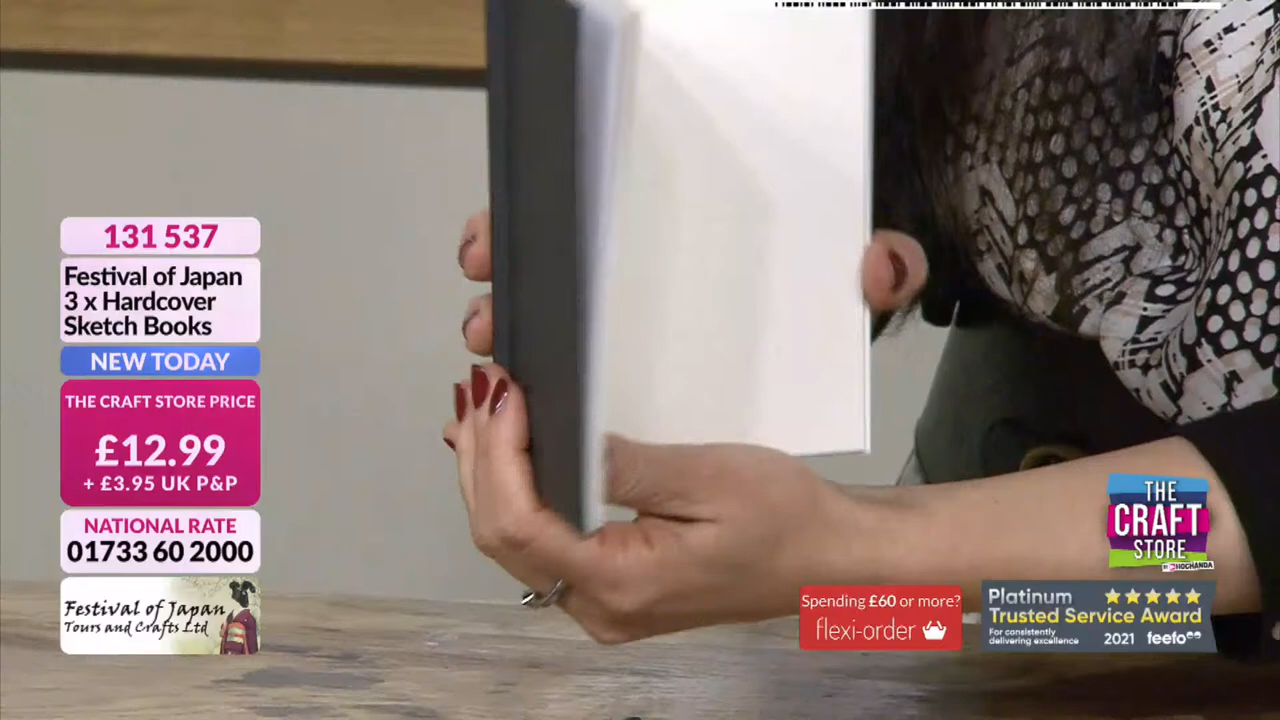 131 537
Festival of Japan
3 x Hardcover
Sketch Books
NEW TODAY
THE CRAFT STORE PRICE
£12.99
+ £3.95 UK P&P
NATIONAL RATE
01733 60 2000
Festival of Japan
Tours and Crafts Ltd
THE
CRAFT
STORE
BY HOCHANDA
Spending £60 or more?
flexi-order
Platinum
Trusted Service Award
For consistently
delivering excellence
2021 feefo